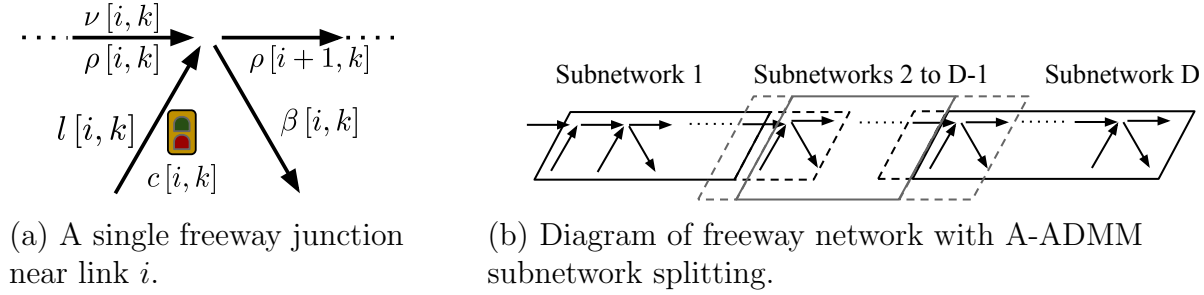 ν [i, k]
ρ [i, k]
ρ [i + 1, k]
l [i, k]
β [i, k]
c [i, k]
(a) A single freeway junction
near link i.
Subnetwork 1
Subnetworks 2 to D-1
Subnetwork D
(b) Diagram of freeway network with A-ADMM
subnetwork splitting.